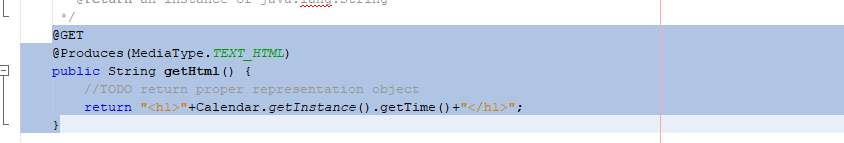 @return an instance of java.lang.String
*/
@GET
@Produces(MediaType.TEXT_HTML)
public String getHtml() {
//TODO return proper representation object
return "<h1>"+Calendar.getInstance().getTime()+"</h1>";
}